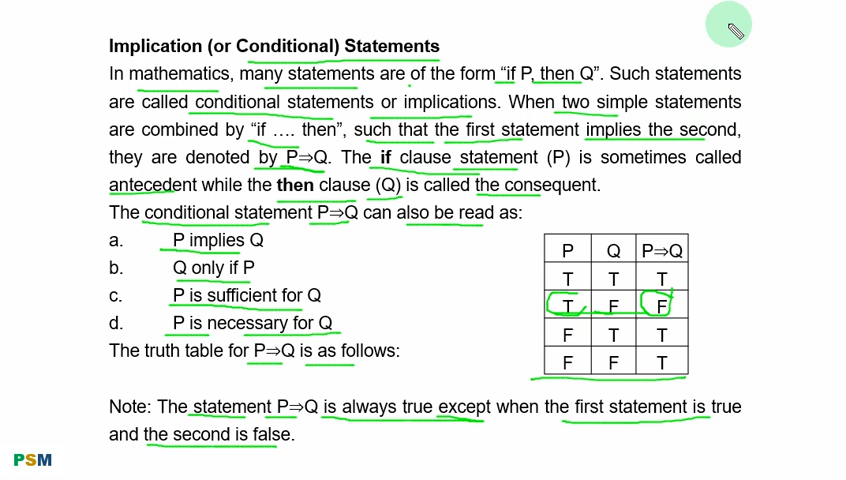 Implication (or Conditional) Statements
In mathematics, many statements are of the form “if P, then Q”. Such statements
are called conditional statements or implications. When two simple statements
are combined by “if …. then”, such that the first statement implies the second,
they are denoted by P⇒Q. The if clause statement (P) is sometimes called
antecedent while the then clause (Q) is called the consequent.
The conditional statement P⇒Q can also be read as:
a. P implies Q
b. Q only if P
c. P is sufficient for Q
d. P is necessary for Q
The truth table for P⇒Q is as follows:
P Q P⇒Q
T T T
T F F
F T T
F F T
Note: The statement P⇒Q is always true except when the first statement is true
and the second is false.
PSM